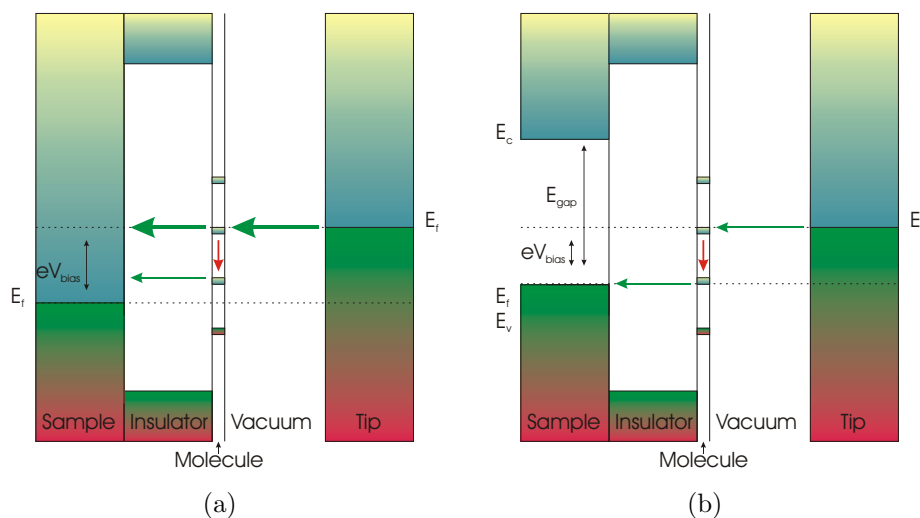 E_f
eV_bias
E_f
Sample
Insulator
Vacuum
Tip
Molecule
(a)
E_c
E_gap
E
eV_bias
E_f
E_v
Sample
Insulator
Vacuum
Tip
Molecule
(b)